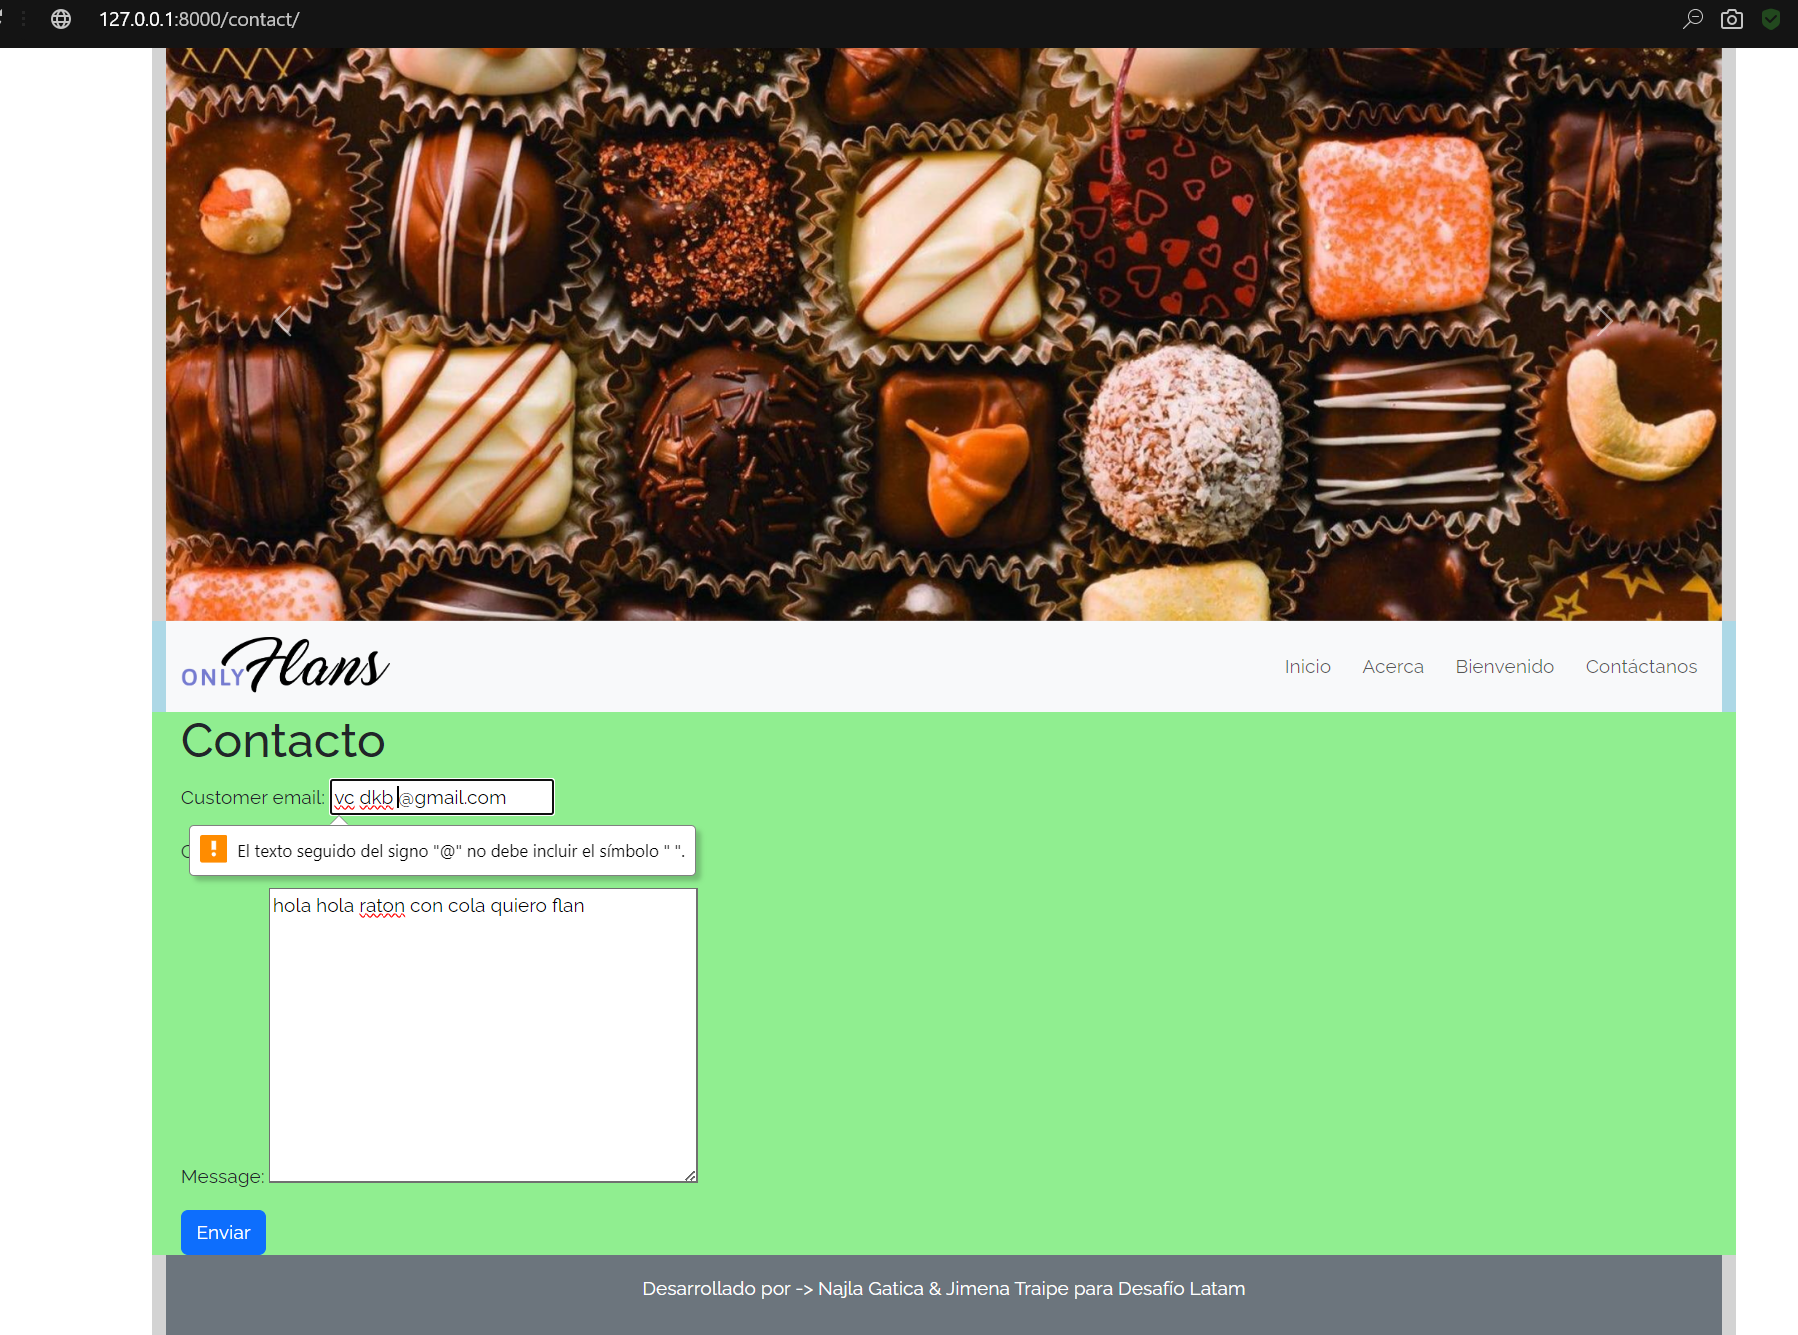 127.0.0.1:8000/contact/
ONLY Flans
Inicio Acerca Bienvenido Contáctanos
Contacto
Customer email: vc dkb @gmail.com
El texto seguido del signo "@" no debe incluir el símbolo " ".
hola hola raton con cola quiero flan
Message:
Enviar
Desarrollado por -> Najla Gatica & Jimena Traipe para Desafío Latam